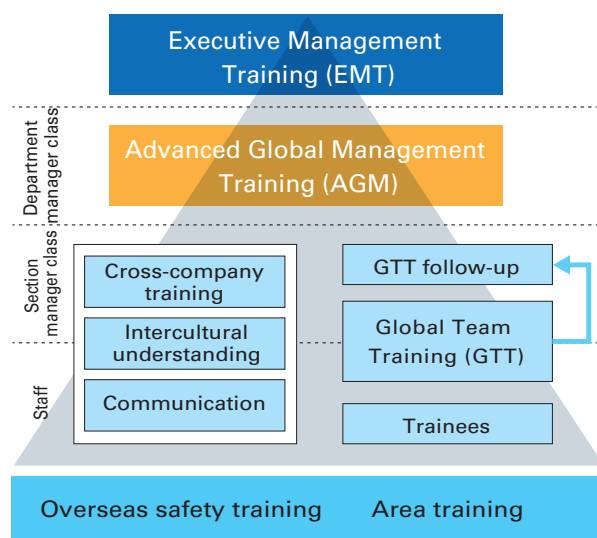 Executive Management
Training (EMT)
Department
manager class
Advanced Global Management
Training (AGM)
Section
manager class
Cross-company
training
Intercultural
understanding
Communication
GTT follow-up
Global Team
Training (GTT)
Trainees
Staff
Overseas safety training
Area training